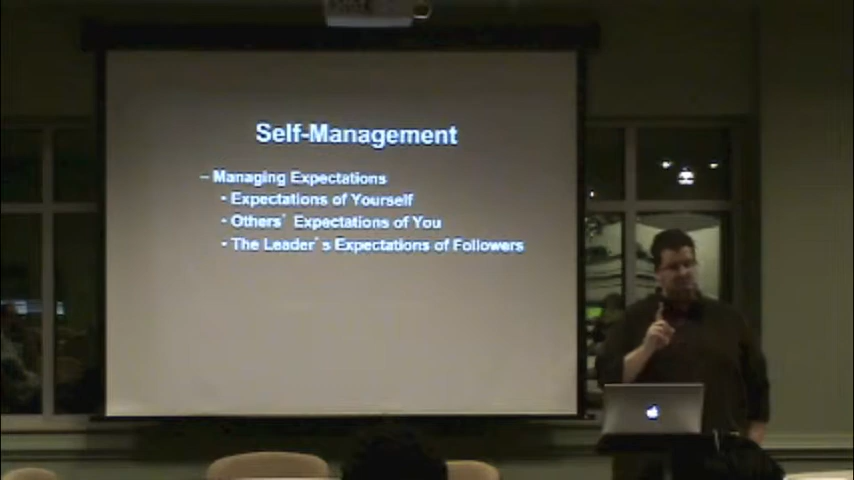 Self-Management
– Managing Expectations
• Expectations of Yourself
• Others' Expectations of You
• The Leader's Expectations of Followers